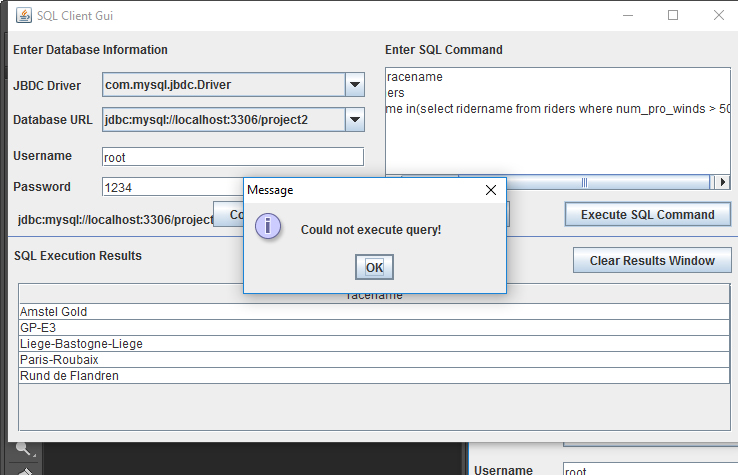 SQL Client Gui
Enter Database Information
JBDC Driver
com.mysql.jbdc.Driver
Database URL
jdbc:mysql://localhost:3306/project2
Username
root
Password
1234
jdbc:mysql://localhost:3306/project
Co
Enter SQL Command
racename
ers
me in(select ridername from riders where num_pro_winds > 50
Execute SQL Command
Message
Could not execute query!
OK
SQL Execution Results
Clear Results Window
racename
Amstel Gold
GP-E3
Liege-Bastogne-Liege
Paris-Roubaix
Rund de Flandren
Username
root